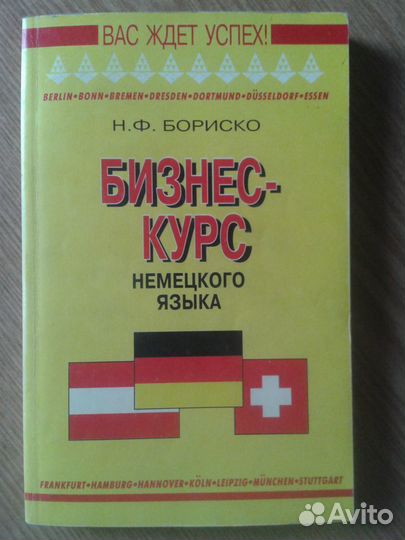 ВАС ЖДЕТ УСПЕХ!
BERLIN•BONN•BREMEN•DRESDEN•DORTMUND•DÜSSELDORF•ESSEN
Н.Ф. БОРИСКО
БИЗНЕС-
КУРС
НЕМЕЦКОГО
ЯЗЫКА
FRANKFURT•HAMBURG•HANNOVER•KÖLN•LEIPZIG•MÜNCHEN•STUTTGART
Avito